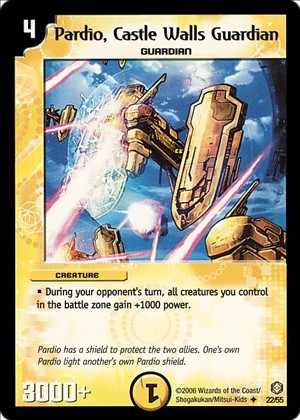 4
Pardio, Castle Walls Guardian
GUARDIAN
CREATURE
▪ During your opponent's turn, all creatures you control
in the battle zone gain +1000 power.
Pardio has a shield to protect the two allies. One's own
Pardio light another's own Pardio shield.
3000+
1
©2006 Wizards of the Coast/
Shogakukan/Mitsui-Kids ✦ 22/55